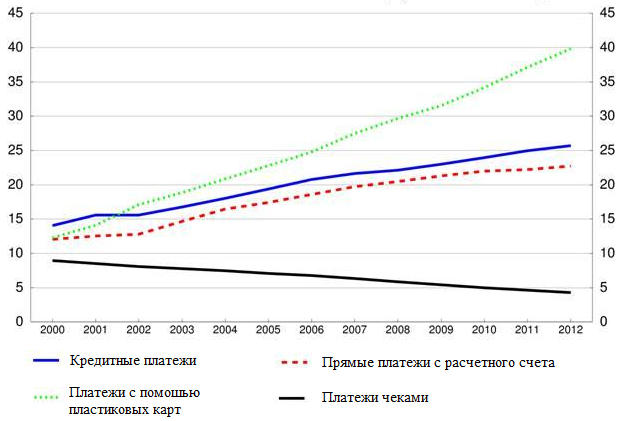 45 45
40 40
35 35
30 30
25 25
20 20
15 15
10 10
5 5
0 0
2000 2001 2002 2003 2004 2005 2006 2007 2008 2009 2010 2011 2012
Кредитные платежи
Прямые платежи с расчетного счета
Платежи с помошью
пластиковых карт
Платежи чеками